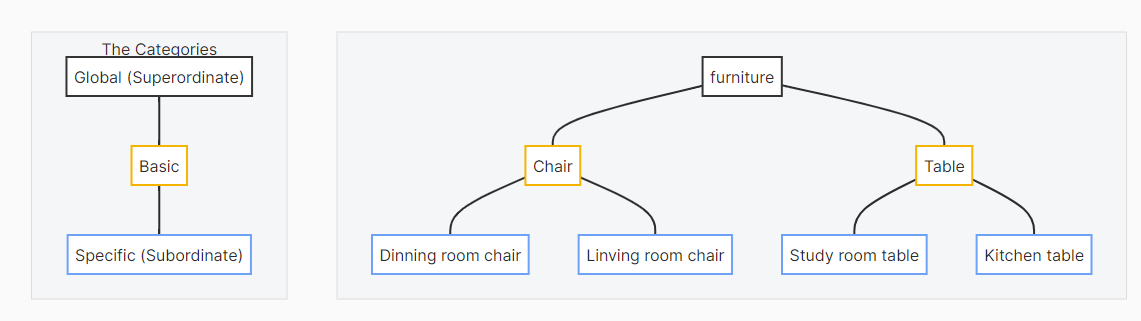 The Categories
Global (Superordinate)
Basic
Specific (Subordinate)
furniture
Chair
Table
Dinning room chair
Linving room chair
Study room table
Kitchen table